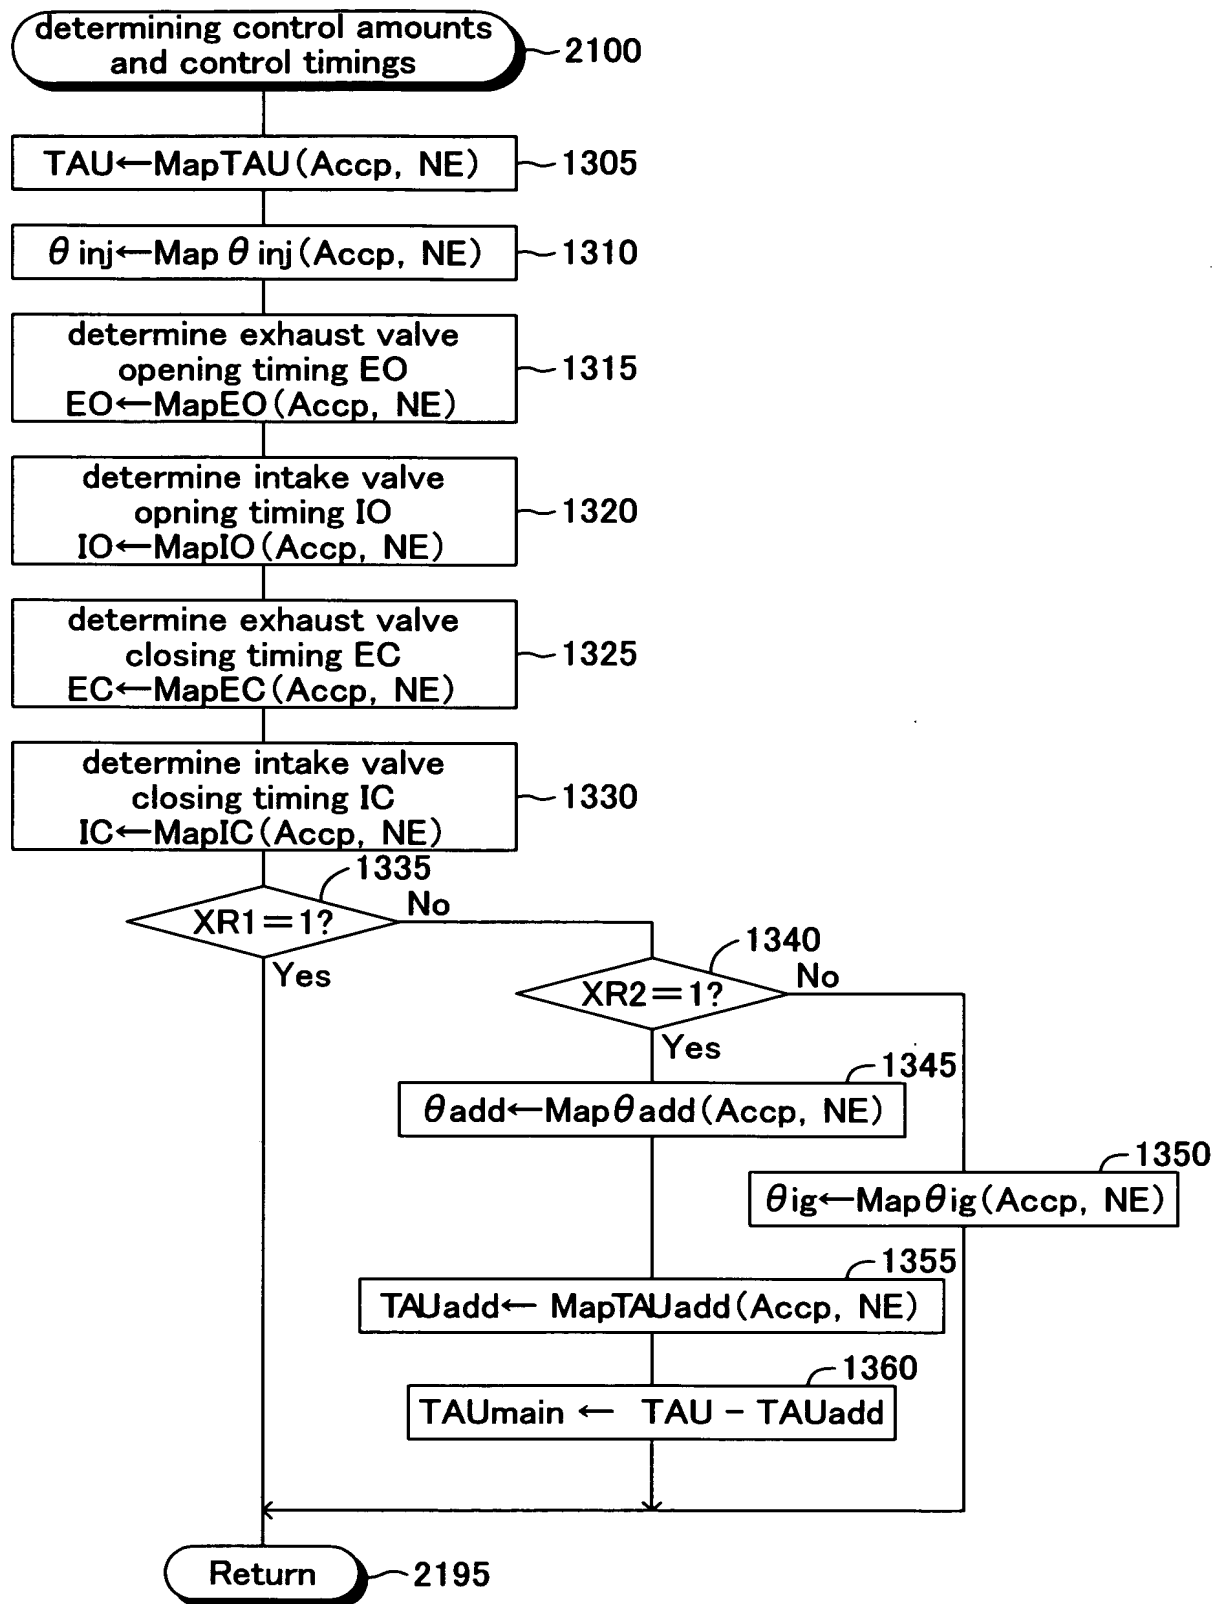 determining control amounts
and control timings
2100
TAU←MapTAU(Accp, NE)
1305
θinj←Mapθinj(Accp, NE)
1310
determine exhaust valve
opening timing EO
EO←MapEO(Accp, NE)
1315
determine intake valve
opning timing IO
IO←MapIO(Accp, NE)
1320
determine exhaust valve
closing timing EC
EC←MapEC(Accp, NE)
1325
determine intake valve
closing timing IC
IC←MapIC(Accp, NE)
1330
1335
XR1=1?
No
Yes
1340
XR2=1?
No
Yes
1345
θadd←Mapθadd(Accp, NE)
1350
θig←Mapθig(Accp, NE)
1355
TAUadd← MapTAUadd(Accp, NE)
1360
TAUmain ← TAU - TAUadd
Return
2195